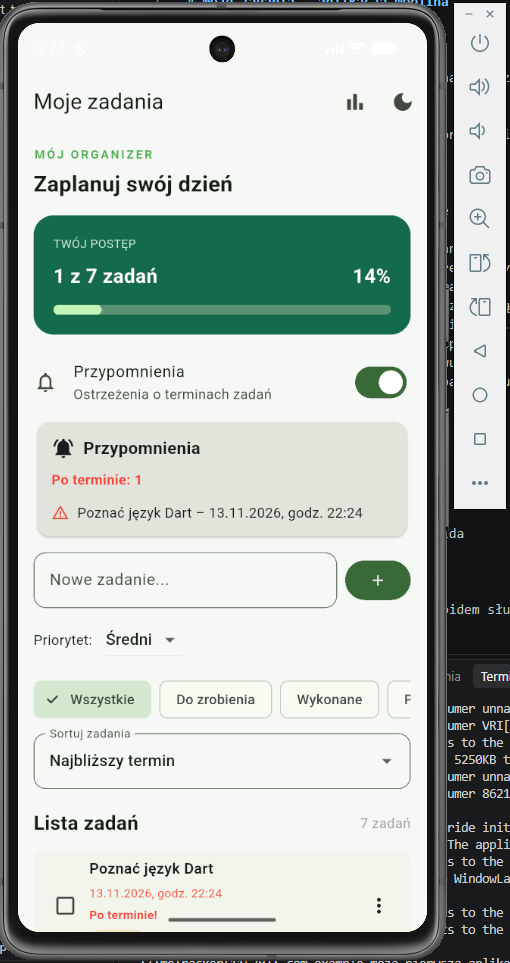 12:23
Moje zadania
MÓJ ORGANIZER
Zaplanuj swój dzień
TWÓJ POSTĘP
1 z 7 zadań 14%
Przypomnienia
Ostrzeżenia o terminach zadań
Przypomnienia
Po terminie: 1
Poznać język Dart – 13.11.2026, godz. 22:24
Nowe zadanie...
+
Priorytet: Średni
Wszystkie Do zrobienia Wykonane P
Sortuj zadania
Najbliższy termin
Lista zadań 7 zadań
Poznać język Dart
13.11.2026, godz. 22:24
Po terminie!